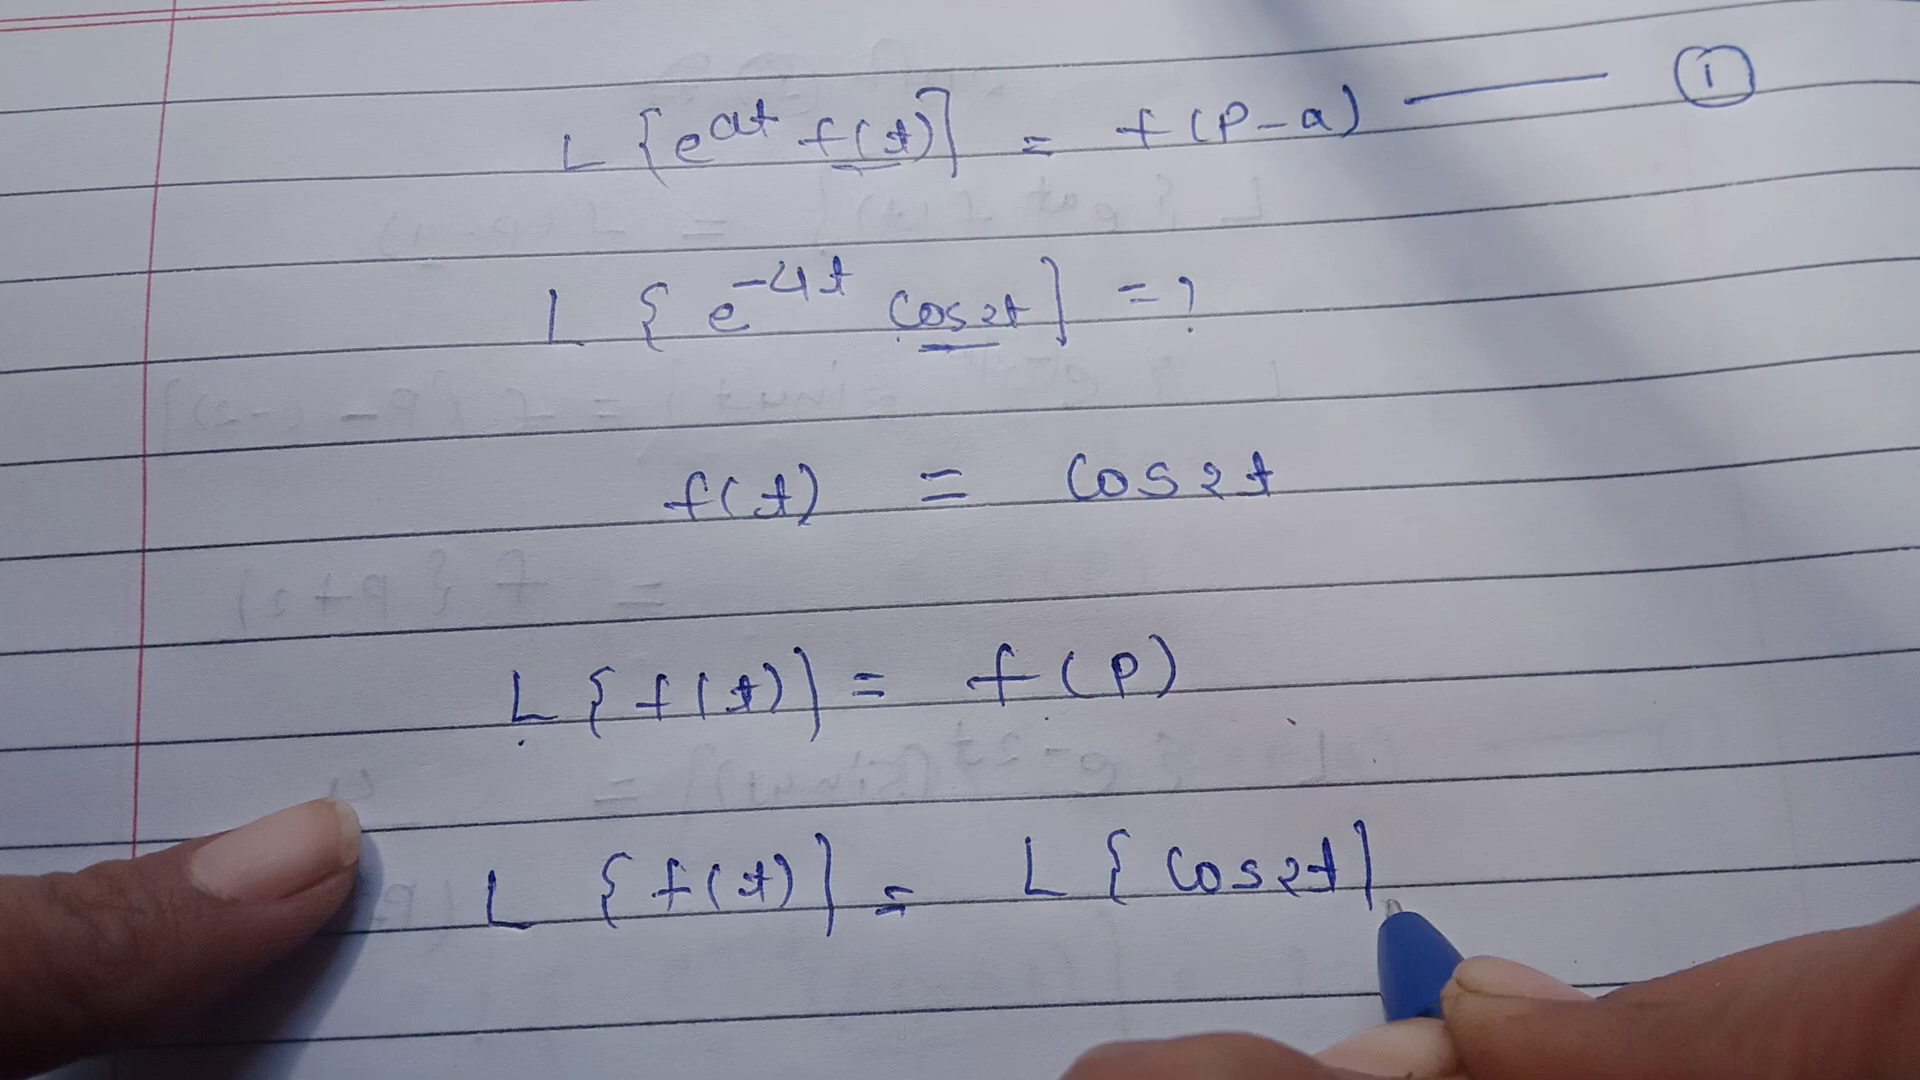 L {e^at f(t)} = f(p-a) —— ①
L {e^-4t cos2t} = ?
f(t) = cos2t
L {f(t)} = f(p)
L {f(t)} = L {cos2t}